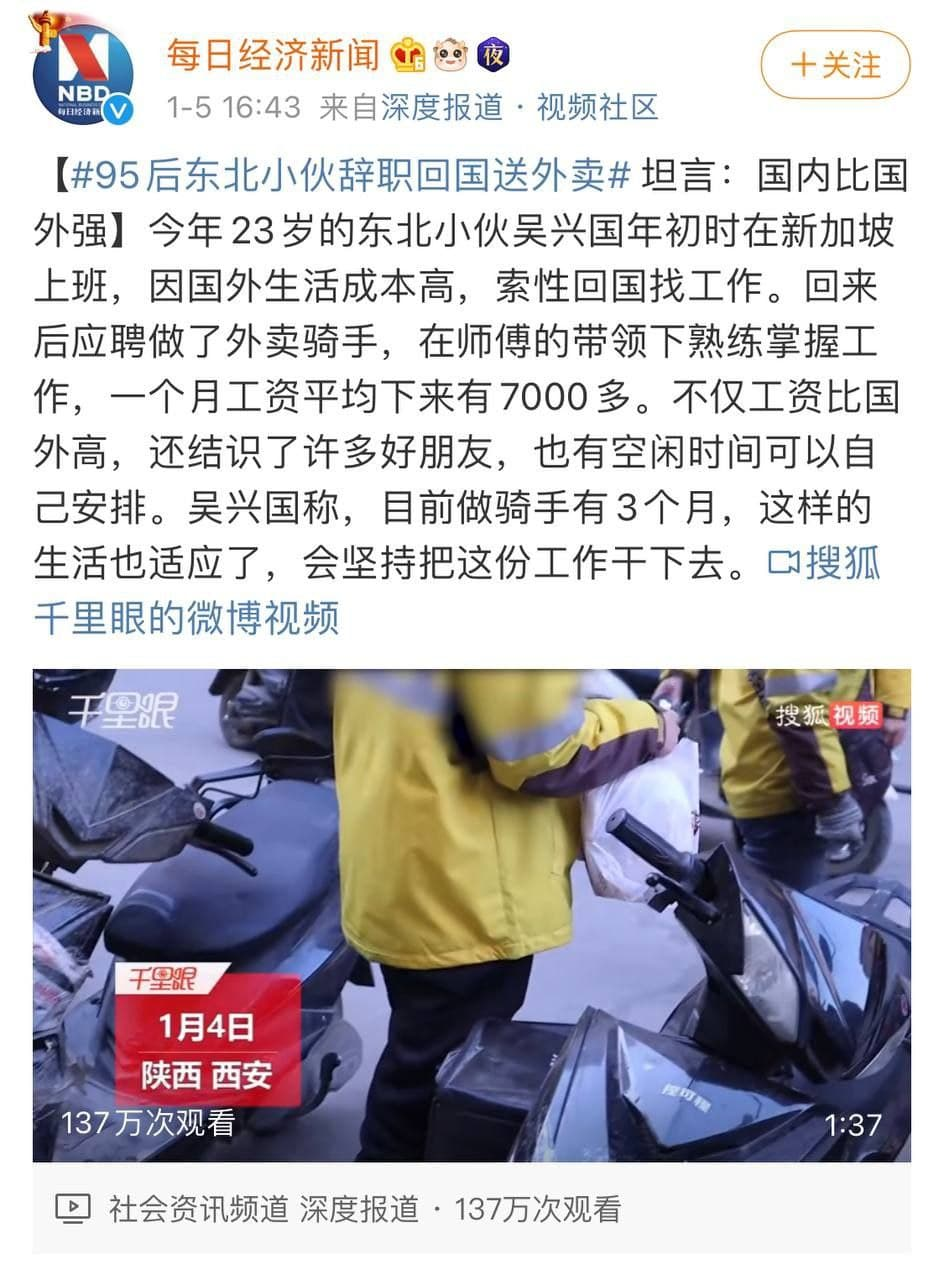 NBD
每日经济新
每日经济新闻 夜
＋关注
1-5 16:43 来自深度报道·视频社区
【#95后东北小伙辞职回国送外卖# 坦言：国内比国
外强】今年23岁的东北小伙吴兴国年初时在新加坡
上班，因国外生活成本高，索性回国找工作。回来
后应聘做了外卖骑手，在师傅的带领下熟练掌握工
作，一个月工资平均下来有7000多。不仅工资比国
外高，还结识了许多好朋友，也有空闲时间可以自
己安排。吴兴国称，目前做骑手有3个月，这样的
生活也适应了，会坚持把这份工作干下去。搜狐
千里眼的微博视频
千里眼
搜狐视频
千里眼
1月4日
陕西 西安
137万次观看
1:37
社会资讯频道 深度报道 · 137万次观看